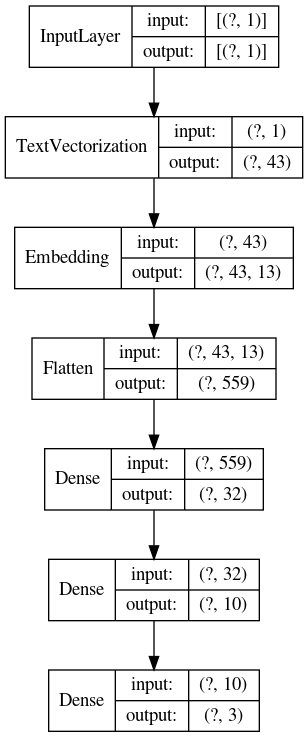 InputLayer
input: [(?, 1)]
output: [(?, 1)]
TextVectorization
input: (?, 1)
output: (?, 43)
Embedding
input: (?, 43)
output: (?, 43, 13)
Flatten
input: (?, 43, 13)
output: (?, 559)
Dense
input: (?, 559)
output: (?, 32)
Dense
input: (?, 32)
output: (?, 10)
Dense
input: (?, 10)
output: (?, 3)